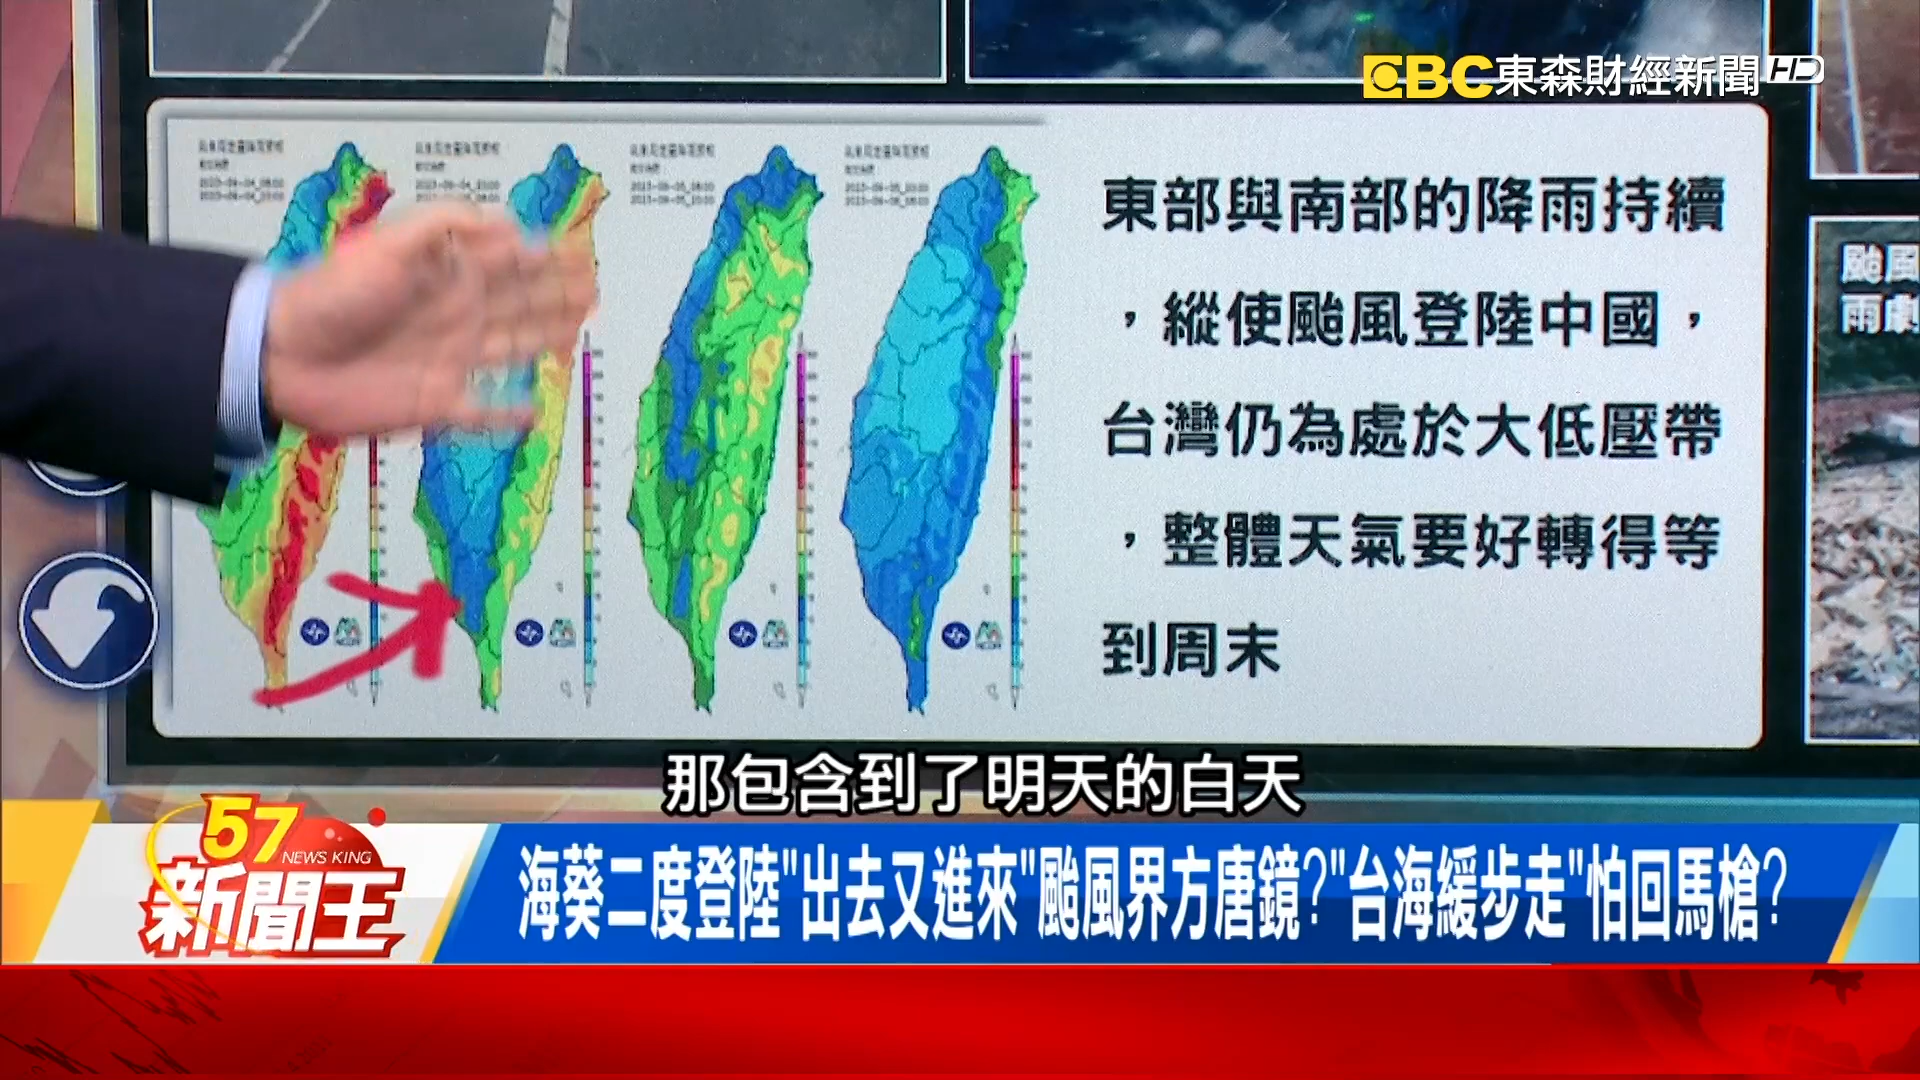 EBC東森財經新聞HD
東部與南部的降雨持續
，縱使颱風登陸中國，
台灣仍為處於大低壓帶
，整體天氣要好轉得等
到周末
颱風
雨劇
那包含到了明天的白天
57
NEWS KING
新聞王
海葵二度登陸"出去又進來"颱風界方唐鏡?"台海緩步走"怕回馬槍?